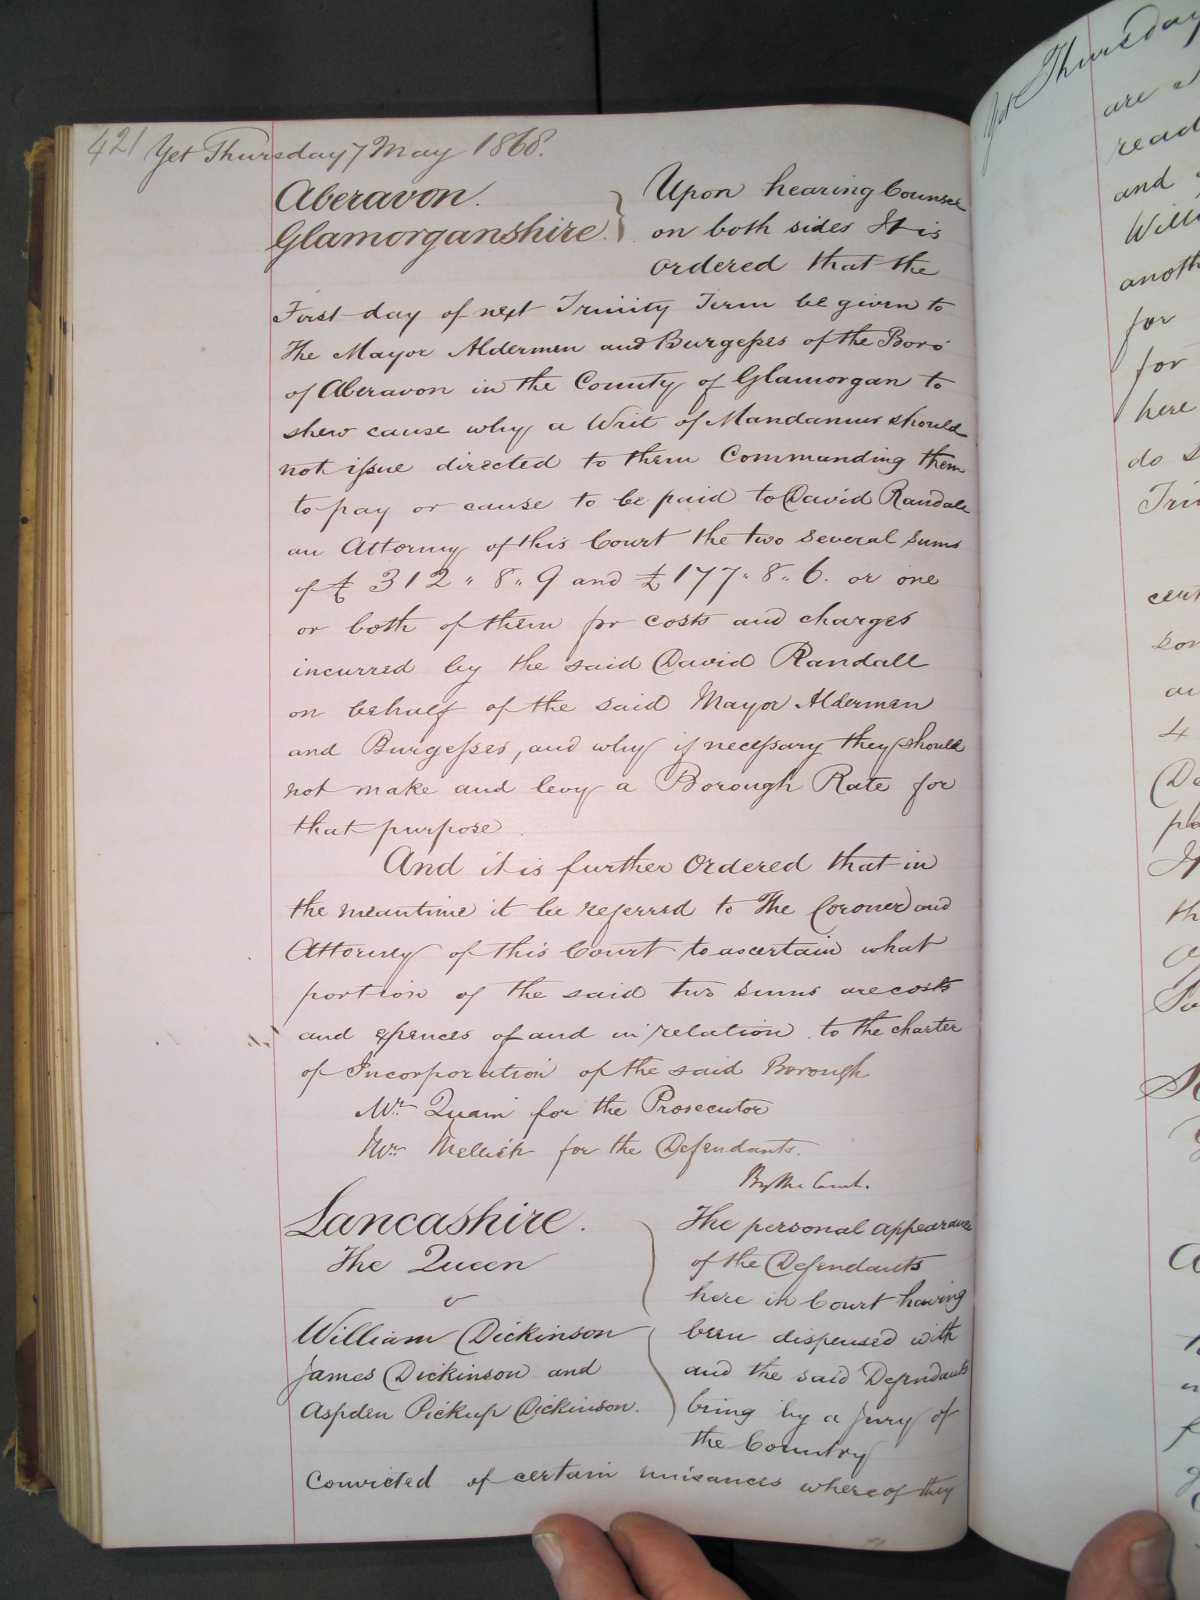 421 Yet Thursday 7 May 1868.
Aberavon.
Glamorganshire.
Upon hearing Counsel
on both sides It is
ordered that the
First day of next Trinity Term be given to
The Mayor Aldermen and Burgesses of the Boro'
of Aberavon in the County of Glamorgan to
shew cause why a Writ of Mandamus should
not issue directed to them Commanding them
to pay or cause to be paid to David Randall
an Attorney of this Court the two several sums
of £312" 8" 9 and £177" 8" 6. or one
or both of them for costs and charges
incurred by the said David Randall
on behalf of the said Mayor Aldermen
and Burgesses, and why if necessary they should
not make and levy a Borough Rate for
that purpose
And it is further Ordered that in
the meantime it be referred to The Coroner and
Attorney of this Court to ascertain what
portion of the said two sums are costs
and expences of and in relation to the charter
of Incorporation of the said Borough
Mr. Quain for the Prosecutor
Mr. Mellish for the Defendants.
By the Court.
Lancashire.
The Queen
v
William Dickinson
James Dickinson and
Aspden Pickup Dickinson.
The personal appearance
of the Defendants
here in Court having
been dispensed with
and the said Defendants
being by a Jury of
the Country
Convicted of certain nuisances whereof they
Yet Thursday
are
read
and
another
for
for
here
do